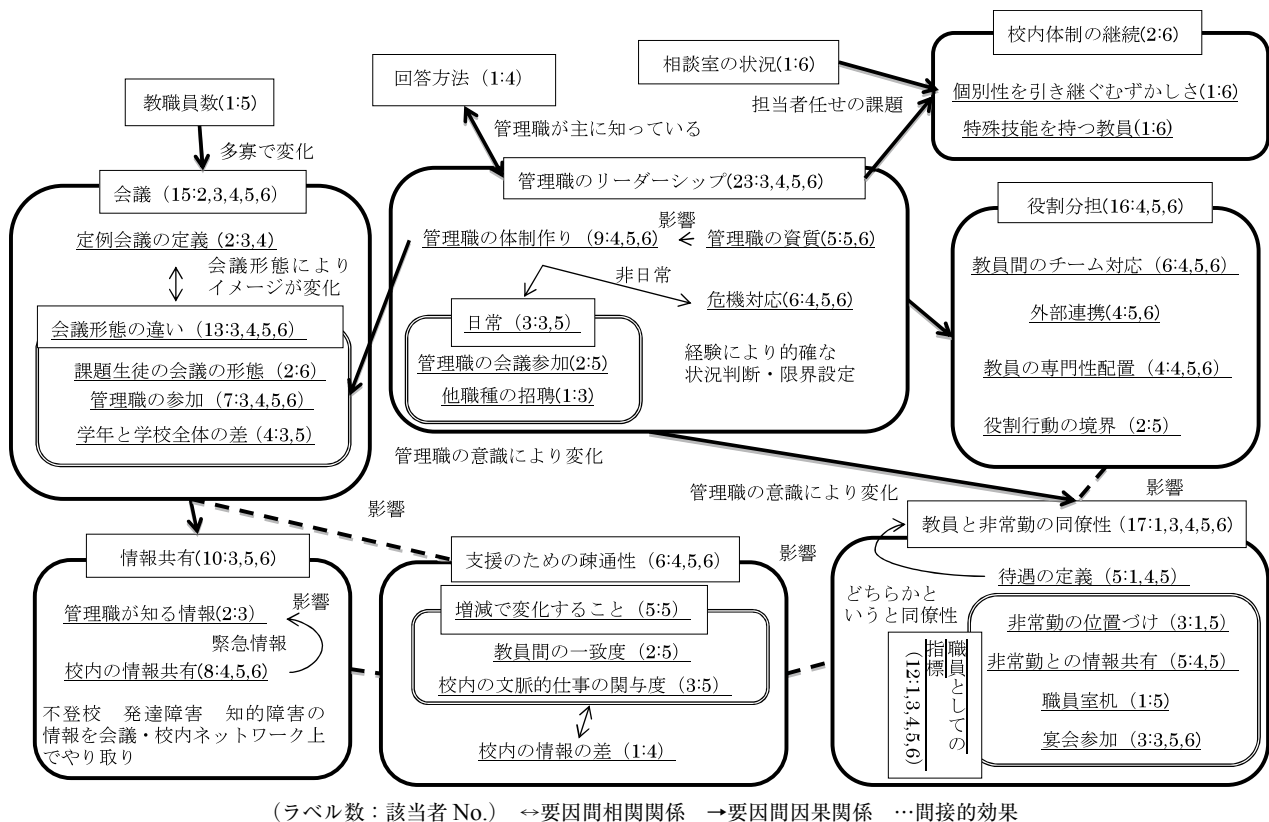 校内体制の継続(2:6)
相談室の状況(1:6)
回答方法（1:4）
教職員数(1:5)
個別性を引き継ぐむずかしさ(1:6)
特殊技能を持つ教員(1:6)
担当者任せの課題
管理職が主に知っている
多寡で変化
会議（15:2,3,4,5,6)
定例会議の定義（2:3,4)
会議形態により
イメージが変化
会議形態の違い（13:3,4,5,6）
課題生徒の会議の形態（2:6）
管理職の参加（7:3,4,5,6）
学年と学校全体の差（4:3,5）
管理職のリーダーシップ(23:3,4,5,6)
影響
管理職の体制作り（9:4,5,6）
管理職の資質(5:5,6)
非日常
危機対応(6:4,5,6)
日常（3:3,5）
管理職の会議参加(2:5)
他職種の招聘(1:3)
経験により的確な
状況判断・限界設定
役割分担(16:4,5,6)
教員間のチーム対応（6:4,5,6）
外部連携(4:5,6)
教員の専門性配置（4:4,5,6）
役割行動の境界（2:5）
管理職の意識により変化
管理職の意識により変化
影響
影響
影響
情報共有(10:3,5,6)
管理職が知る情報(2:3)
影響
緊急情報
校内の情報共有(8:4,5,6)
不登校　発達障害　知的障害の
情報を会議・校内ネットワーク上
でやり取り
支援のための疎通性（6:4,5,6）
増減で変化すること（5:5）
教員間の一致度（2:5）
校内の文脈的仕事の関与度（3:5）
校内の情報の差（1:4）
教員と非常勤の同僚性（17:1,3,4,5,6）
待遇の定義（5:1,4,5）
どちらかと
いうと同僚性
職員としての
指標
（12:1,3,4,5,6）
非常勤の位置づけ（3:1,5）
非常勤との情報共有（5:4,5）
職員室机（1:5）
宴会参加（3:3,5,6）
（ラベル数：該当者 No.）　↔要因間相関関係　→要因間因果関係　…間接的効果